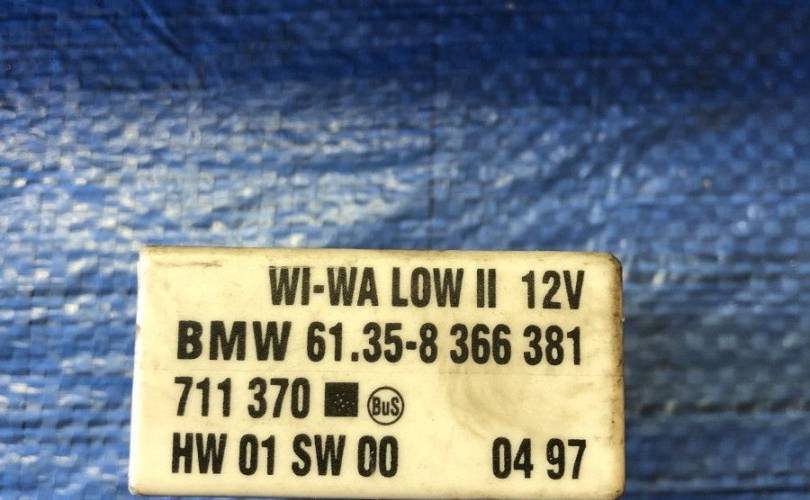 WI-WA LOW II 12V
BMW 61.35-8 366 381
711 370 BuS
HW 01 SW 00 04 97